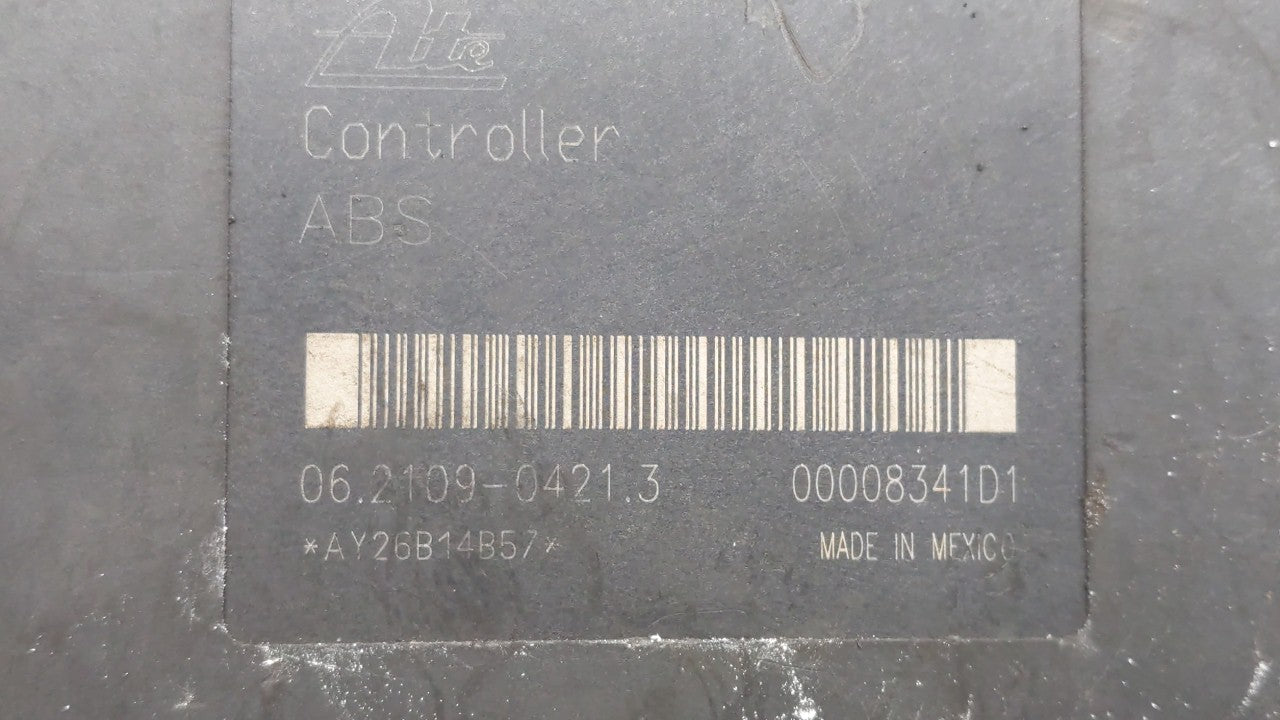 Ate
Controller
ABS
06.2109-0421.3 00008341D1
*AY26B14B57* MADE IN MEXICO